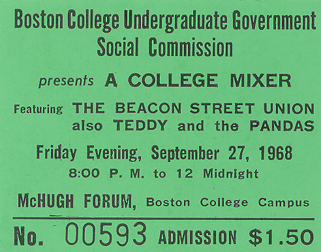 Boston College Undergraduate Government
Social Commission
presents A COLLEGE MIXER
Featuring THE BEACON STREET UNION
also TEDDY and the PANDAS
Friday Evening, September 27, 1968
8:00 P. M. to 12 Midnight
McHUGH FORUM, Boston College Campus
No. 00593 ADMISSION $1.50